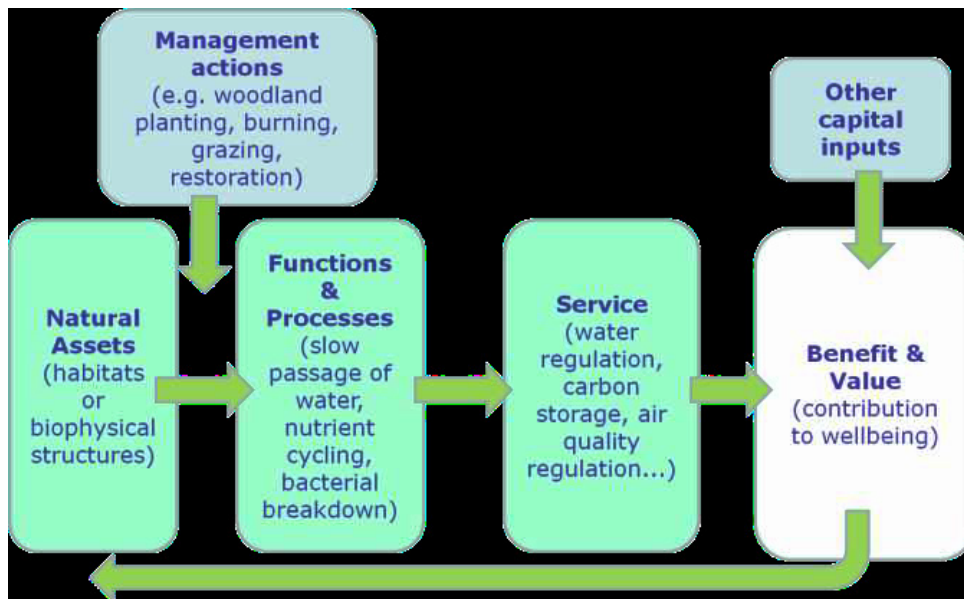 Management
actions
(e.g. woodland
planting, burning,
grazing,
restoration)
Other
capital
inputs
Natural
Assets
(habitats
or
biophysical
structures)
Functions
&
Processes
(slow
passage of
water,
nutrient
cycling,
bacterial
breakdown)
Service
(water
regulation,
carbon
storage, air
quality
regulation...)
Benefit &
Value
(contribution
to wellbeing)